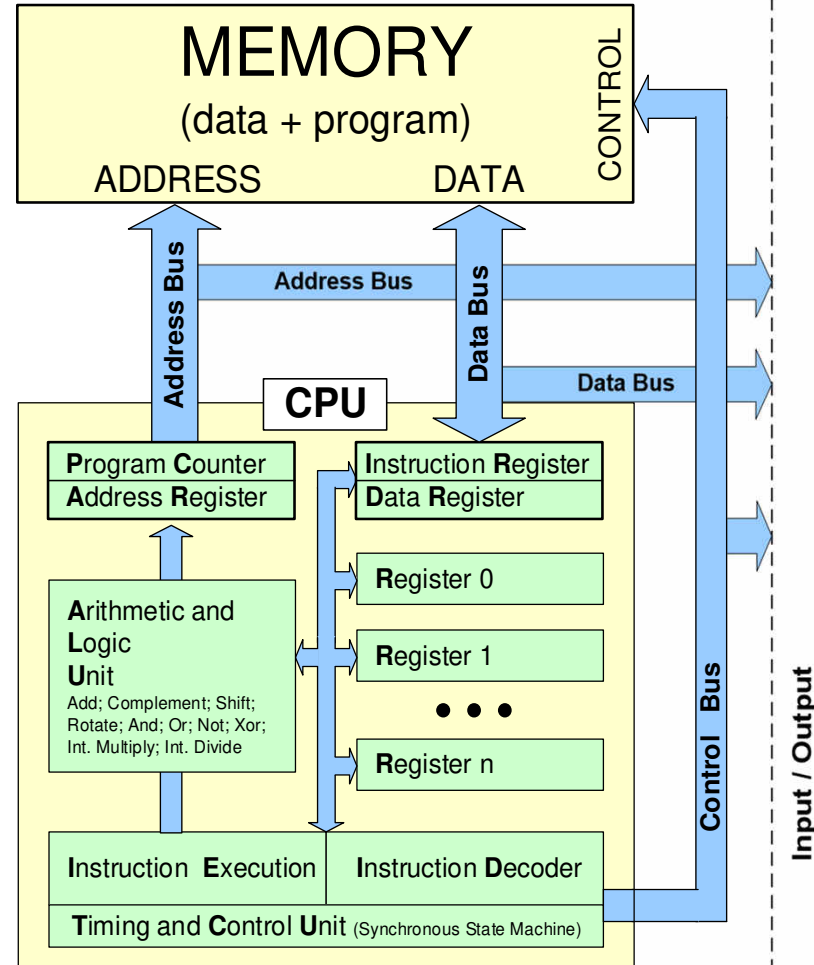 MEMORY
(data + program)
CONTROL
ADDRESS
DATA
Address Bus
Address Bus
Data Bus
Data Bus
CPU
Program Counter
Address Register
Instruction Register
Data Register
Register 0
Arithmetic and
Logic
Unit
Add; Complement; Shift;
Rotate; And; Or; Not; Xor;
Int. Multiply; Int. Divide
Register 1
• • •
Register n
Control Bus
Input / Output
Instruction Execution
Instruction Decoder
Timing and Control Unit (Synchronous State Machine)